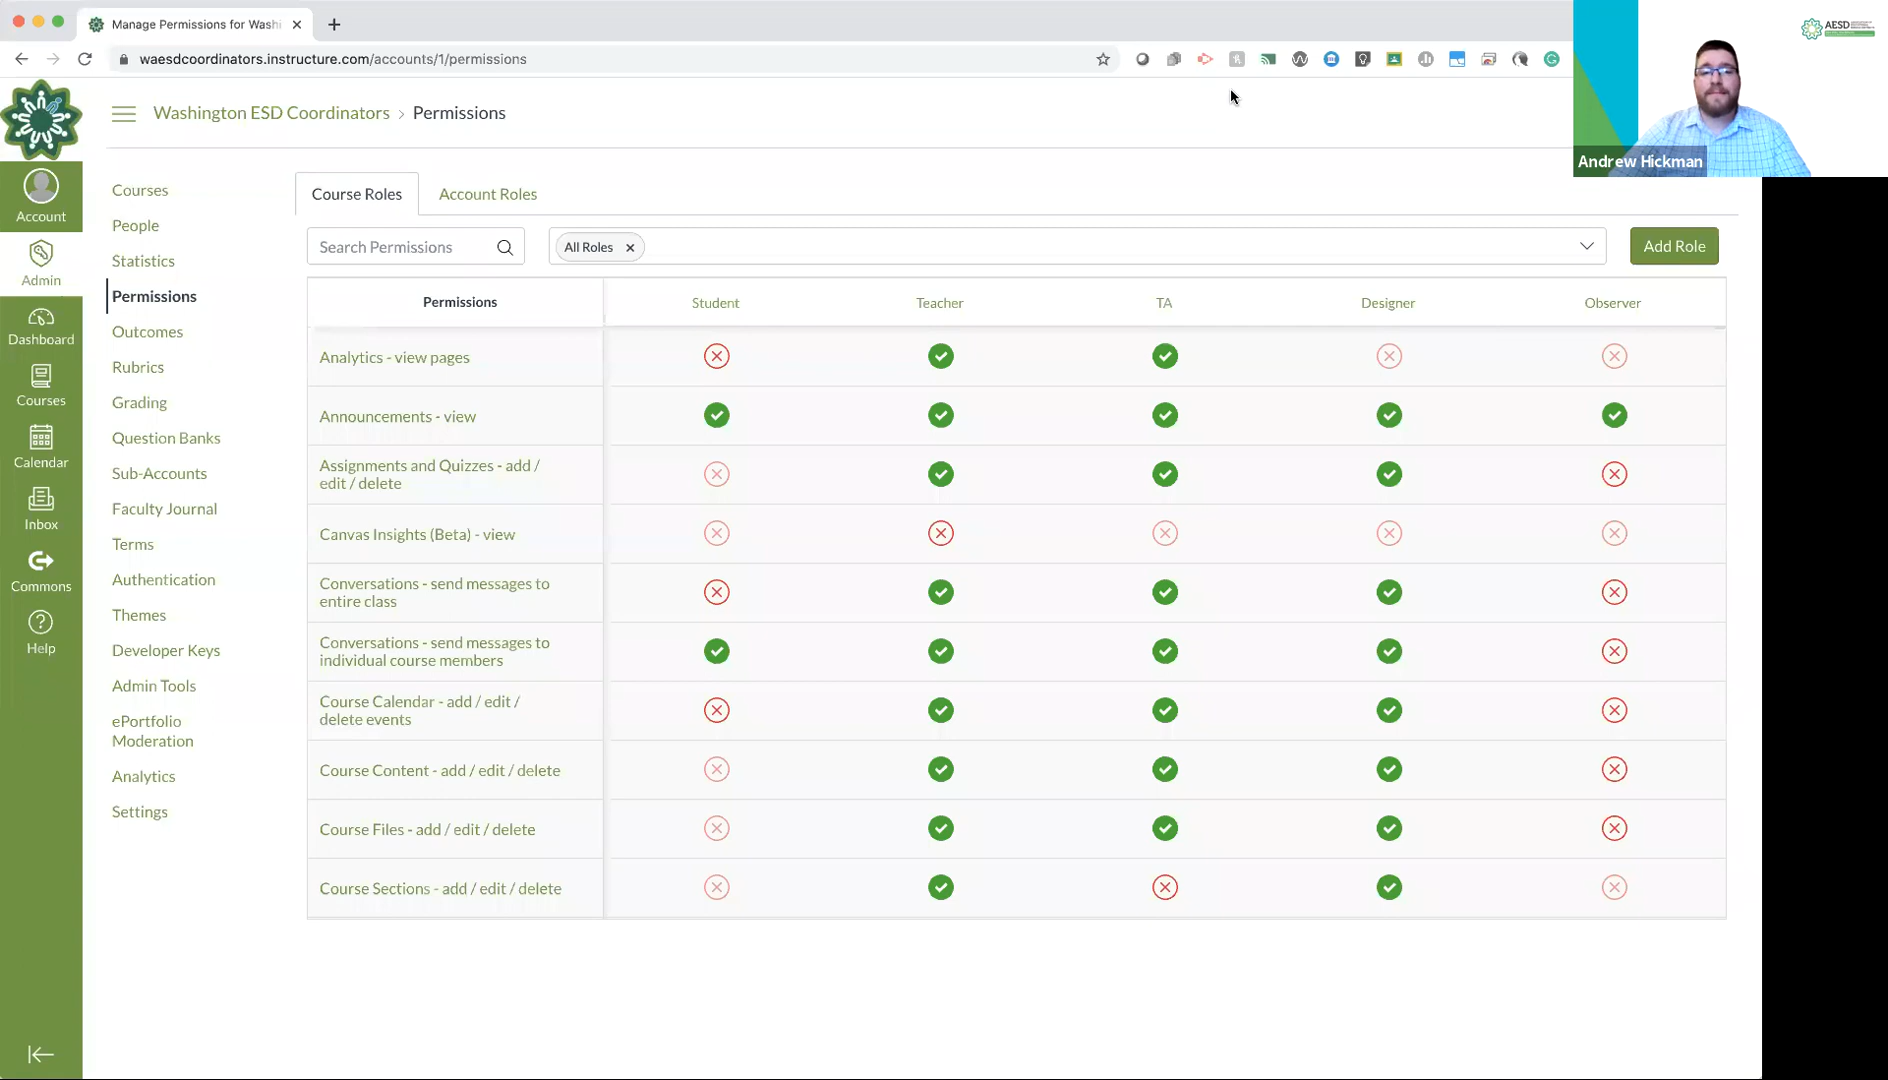 Manage Permissions for Washi
waesdcoordinators.instructure.com/accounts/1/permissions
AESD
Andrew Hickman
Washington ESD Coordinators > Permissions
Account
Admin
Dashboard
Courses
Calendar
Inbox
Commons
Help
Courses
People
Statistics
Permissions
Outcomes
Rubrics
Grading
Question Banks
Sub-Accounts
Faculty Journal
Terms
Authentication
Themes
Developer Keys
Admin Tools
ePortfolio
Moderation
Analytics
Settings
Course Roles
Account Roles
Search Permissions
All Roles
Add Role
Permissions
Student
Teacher
TA
Designer
Observer
Analytics - view pages
Announcements - view
Assignments and Quizzes - add /
edit / delete
Canvas Insights (Beta) - view
Conversations - send messages to
entire class
Conversations - send messages to
individual course members
Course Calendar - add / edit /
delete events
Course Content - add / edit / delete
Course Files - add / edit / delete
Course Sections - add / edit / delete